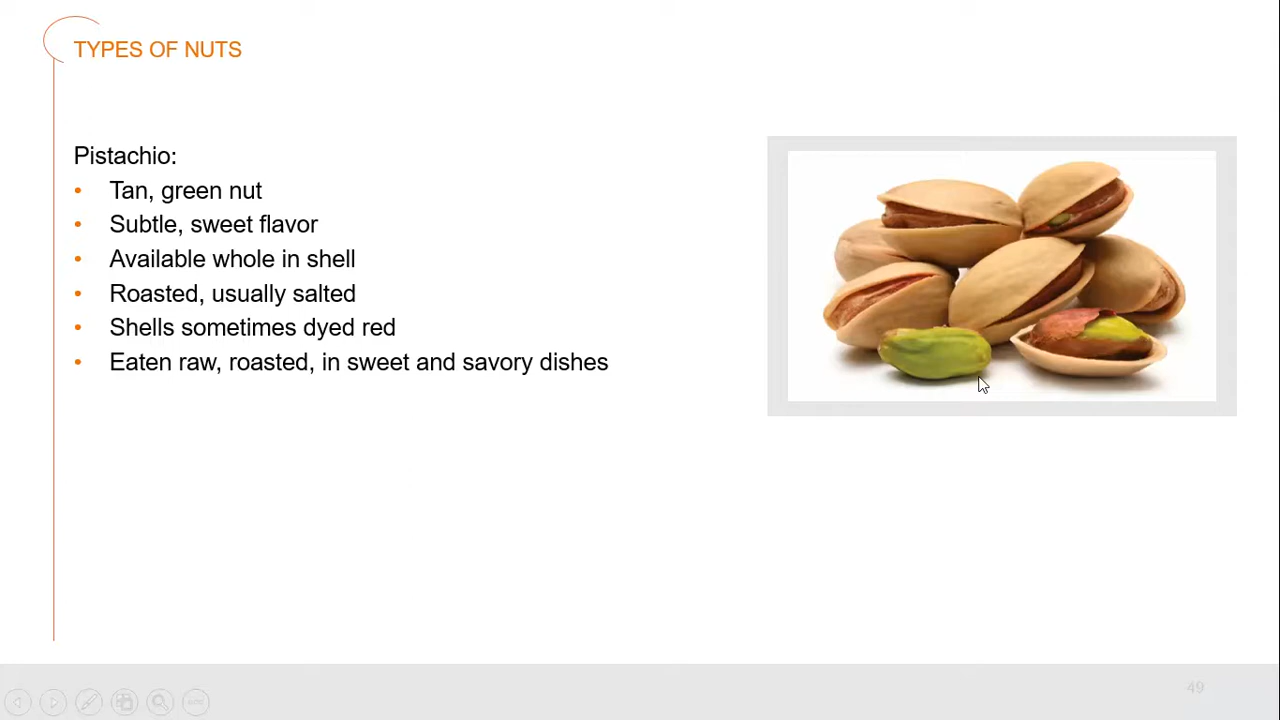 TYPES OF NUTS
Pistachio:
• Tan, green nut
• Subtle, sweet flavor
• Available whole in shell
• Roasted, usually salted
• Shells sometimes dyed red
• Eaten raw, roasted, in sweet and savory dishes
49